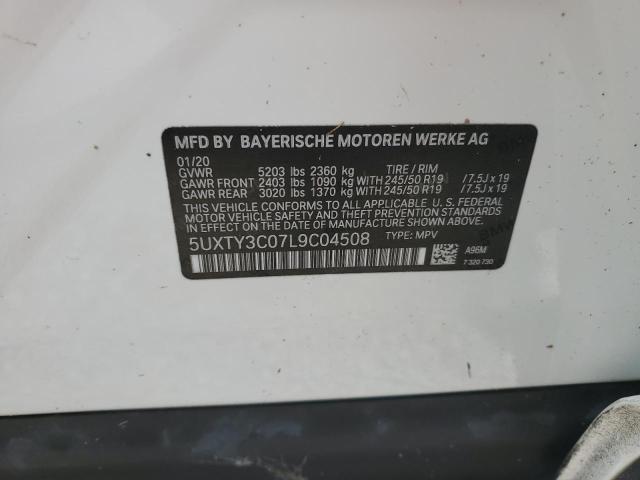 MFD BY BAYERISCHE MOTOREN WERKE AG
01/20
GVWR 5203 lbs 2360 kg TIRE / RIM
GAWR FRONT 2403 lbs 1090 kg WITH 245/50 R19 /7.5J x 19
GAWR REAR 3020 lbs 1370 kg WITH 245/50 R19 /7.5J x 19
THIS VEHICLE CONFORMS TO ALL APPLICABLE U.S. FEDERAL
MOTOR VEHICLE SAFETY AND THEFT PREVENTION STANDARDS
IN EFFECT ON THE DATE OF MANUFACTURE SHOWN ABOVE.
5UXTY3C07L9C04508 TYPE: MPV
A96M
7 320 730
BMW